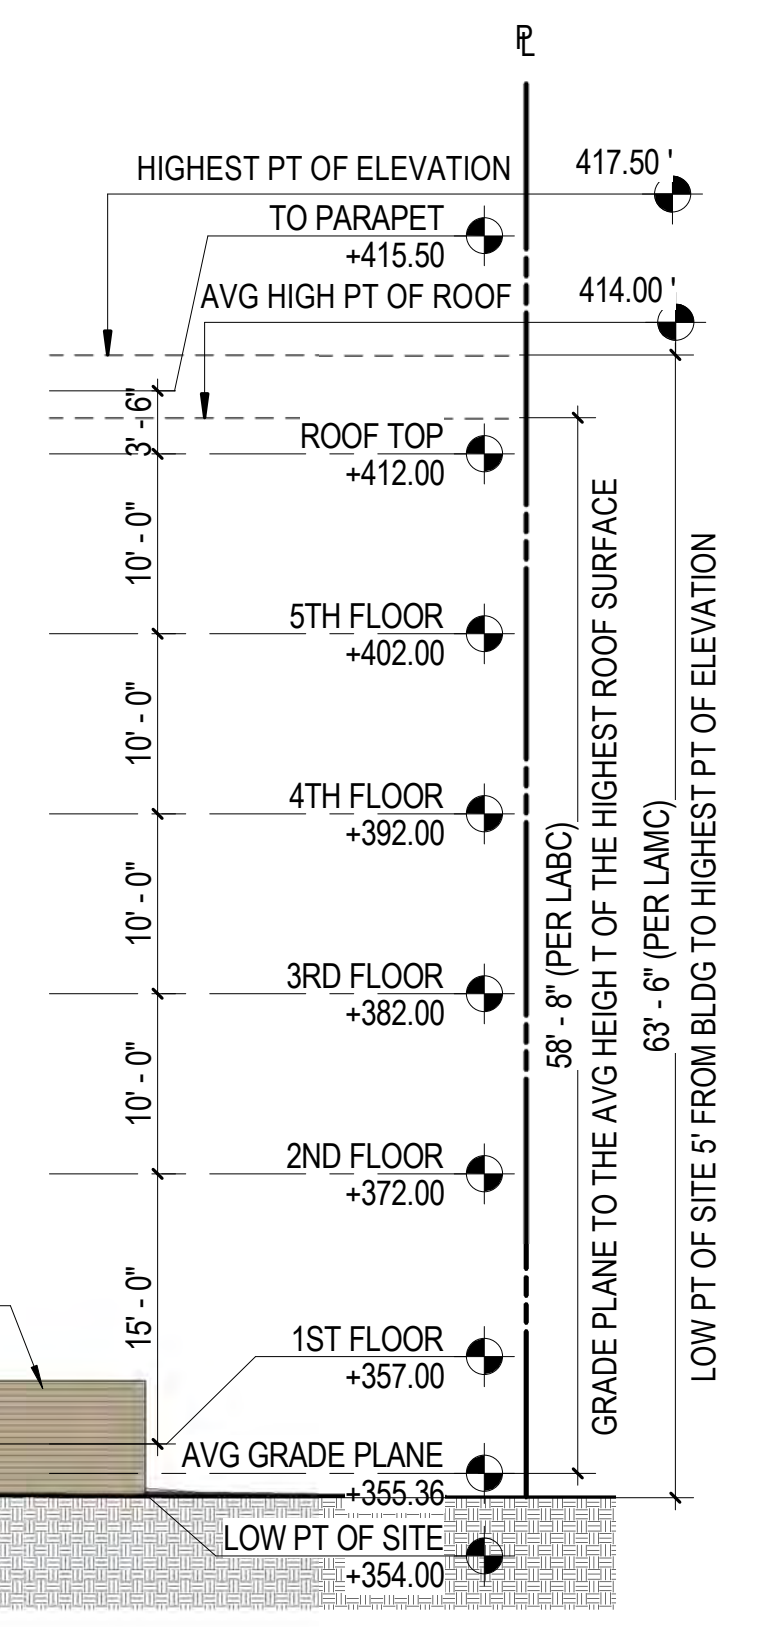 PL
HIGHEST PT OF ELEVATION
417.50 '
TO PARAPET
+415.50
AVG HIGH PT OF ROOF
414.00 '
3' - 6"
ROOF TOP
+412.00
10' - 0"
5TH FLOOR
+402.00
10' - 0"
4TH FLOOR
+392.00
10' - 0"
3RD FLOOR
+382.00
10' - 0"
2ND FLOOR
+372.00
15' - 0"
1ST FLOOR
+357.00
AVG GRADE PLANE
+355.36
LOW PT OF SITE
+354.00
58' - 8" (PER LABC)
GRADE PLANE TO THE AVG HEIGHT OF THE HIGHEST ROOF SURFACE
63' - 6" (PER LAMC)
LOW PT OF SITE 5' FROM BLDG TO HIGHEST PT OF ELEVATION